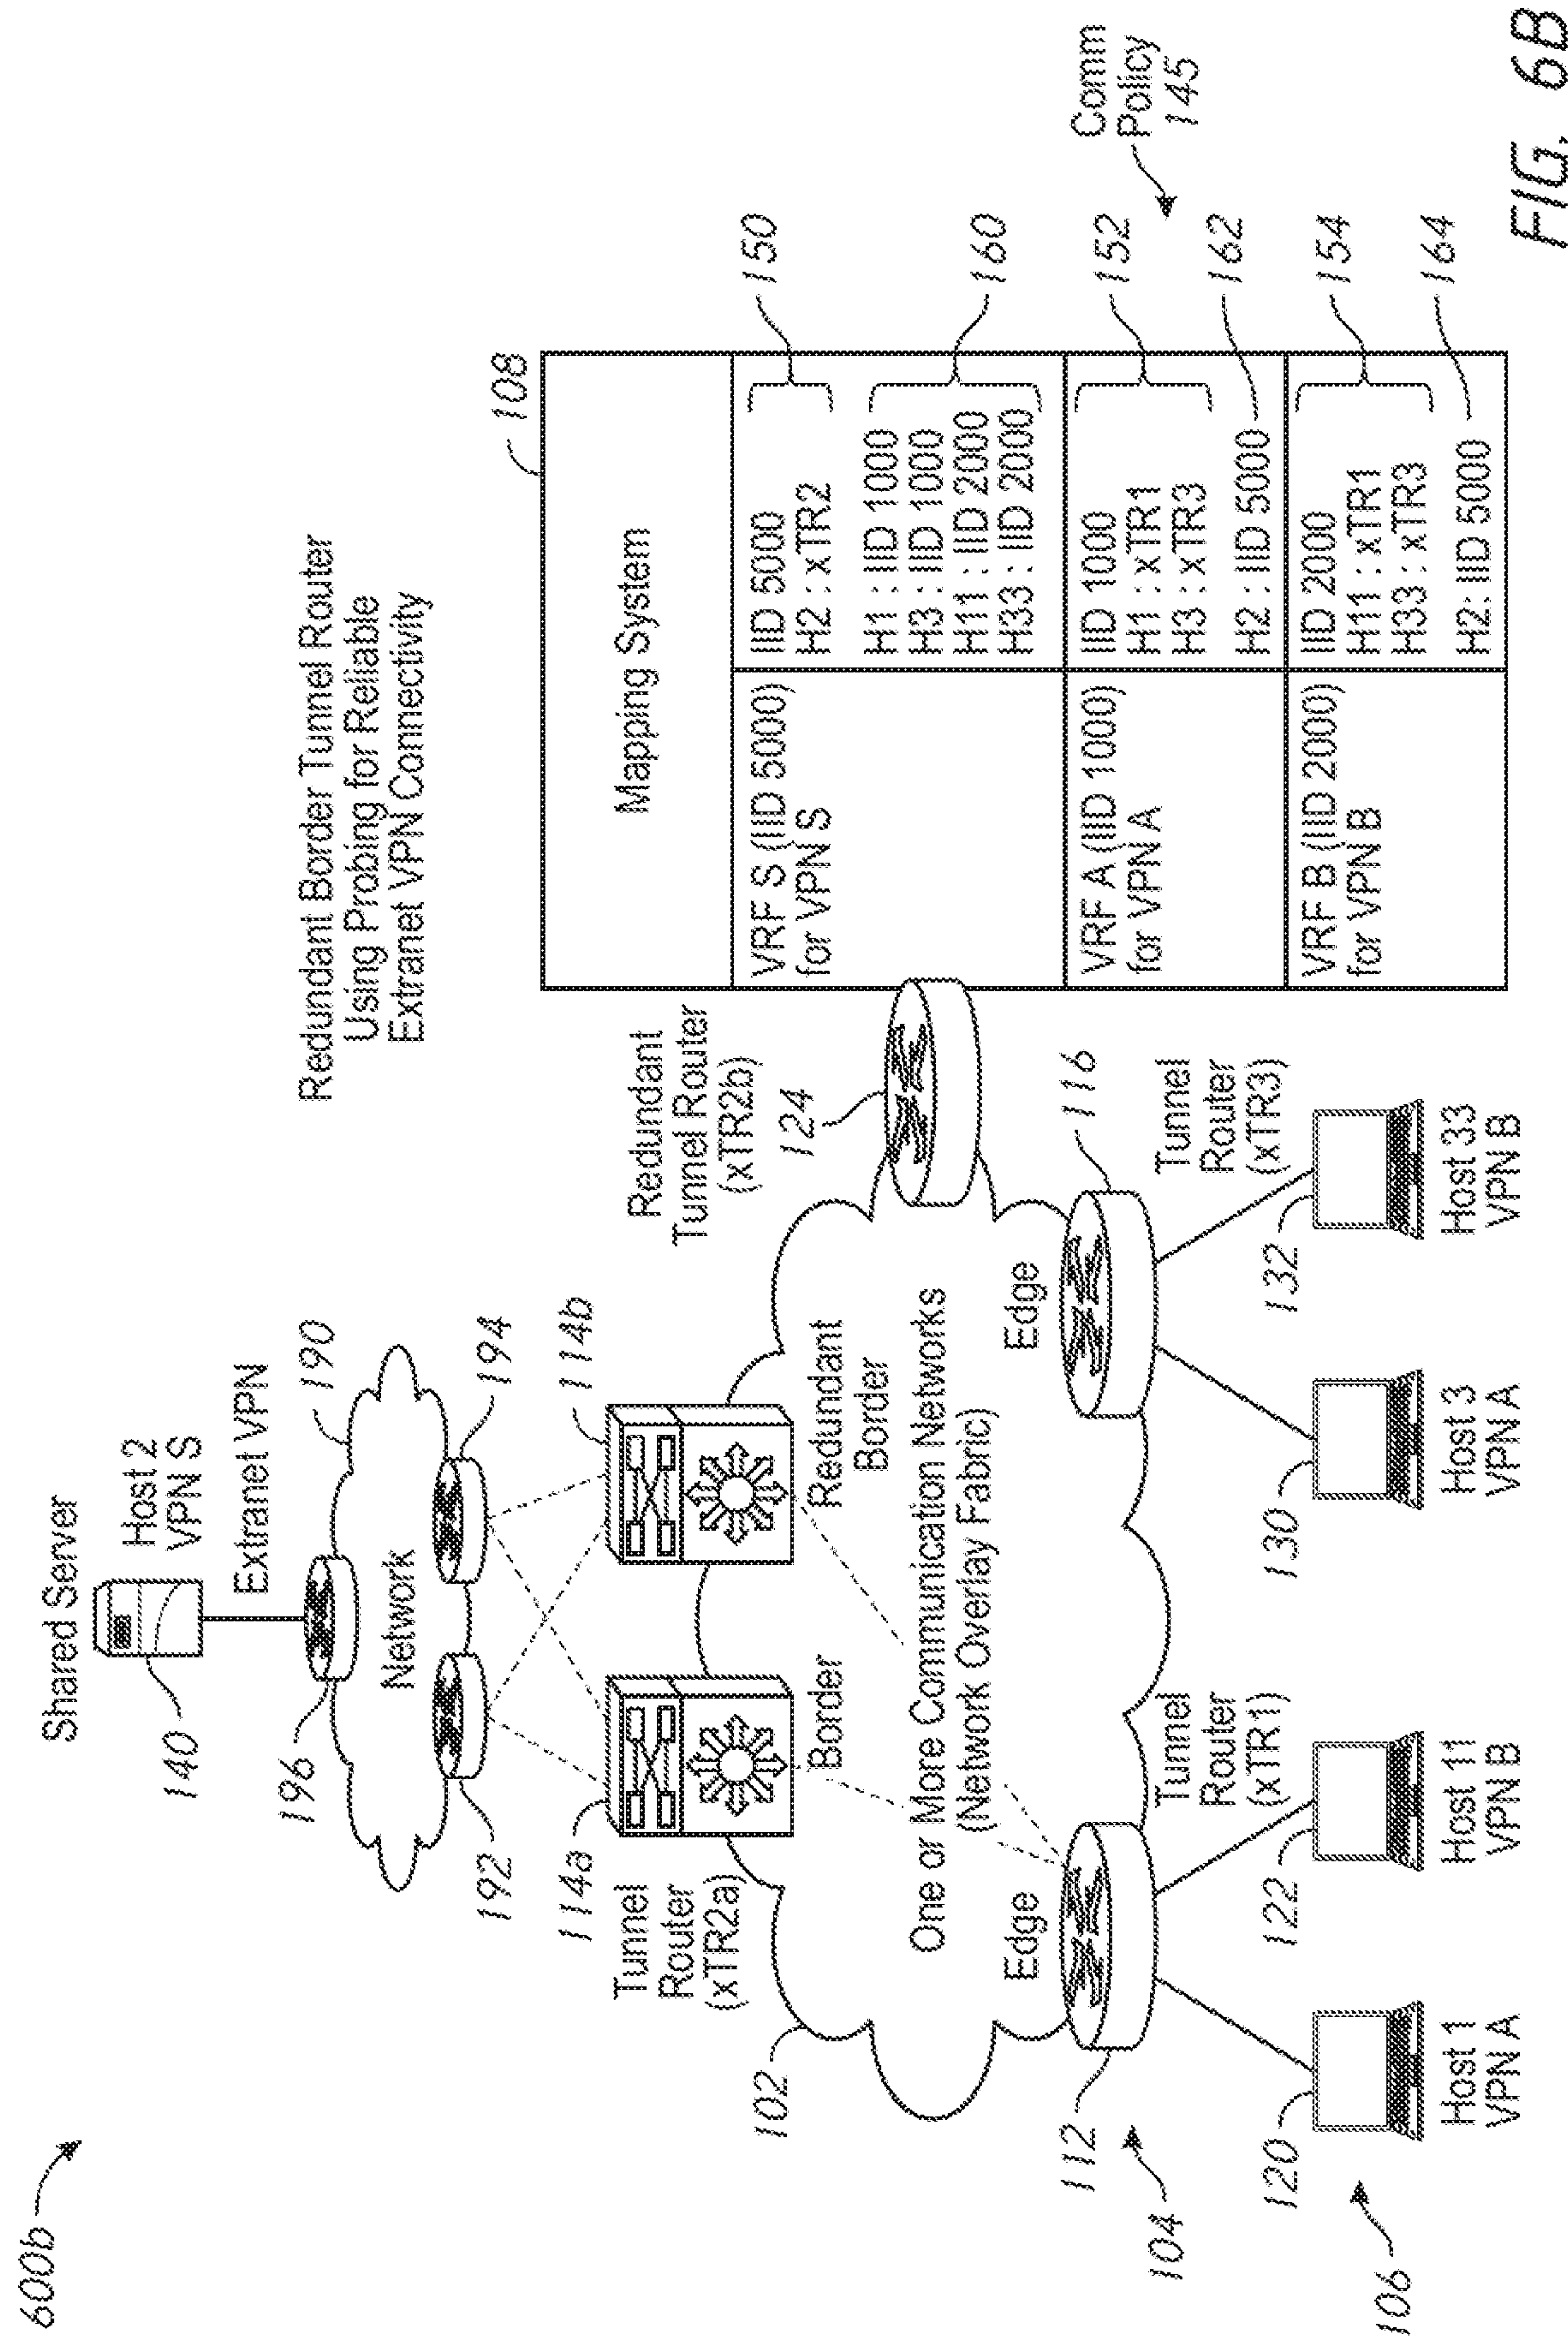 600b
Redundant Border Tunnel Router
Using Probing for Reliable
Extranet VPN Connectivity
Shared Server
140
Host 2
VPN S
Extranet VPN
190
196
Network
192
194
114a
114b
Tunnel
Router
(xTR2a)
Border
Redundant
Border
Redundant
Tunnel Router
(xTR2b)
124
102
One or More Communication Networks
(Network Overlay Fabric)
Edge
Edge
112
116
104
Tunnel
Router
(xTR1)
Tunnel
Router
(xTR3)
120
122
130
132
106
Host 1
VPN A
Host 11
VPN B
Host 3
VPN A
Host 33
VPN B
108
Mapping System
VRF S (IID 5000)
for VPN S
IID 5000
H2 : xTR2
150
H1 : IID 1000
H3 : IID 1000
H11 : IID 2000
H33 : IID 2000
160
VRF A (IID 1000)
for VPN A
IID 1000
H1 : xTR1
H3 : xTR3
152
H2 : IID 5000
162
VRF B (IID 2000)
for VPN B
IID 2000
H11 : xTR1
H33 : xTR3
154
H2: IID 5000
164
Comm
Policy
145
FIG. 6B